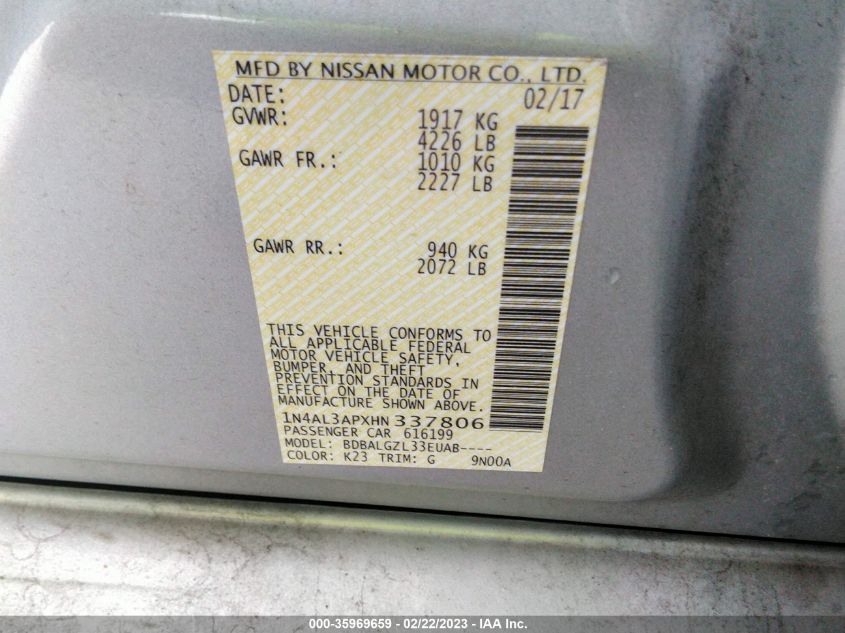 MFD BY NISSAN MOTOR CO., LTD.
DATE: 02/17
GVWR: 1917 KG
4226 LB
GAWR FR.: 1010 KG
2227 LB
GAWR RR.: 940 KG
2072 LB
THIS VEHICLE CONFORMS TO
ALL APPLICABLE FEDERAL
MOTOR VEHICLE SAFETY,
BUMPER, AND THEFT
PREVENTION STANDARDS IN
EFFECT ON THE DATE OF
MANUFACTURE SHOWN ABOVE.
1N4AL3APXHN 337806
PASSENGER CAR 616199
MODEL: BDBALGZL33EUAB----
COLOR: K23 TRIM: G 9N00A
000-35969659 - 02/22/2023 - IAA Inc.